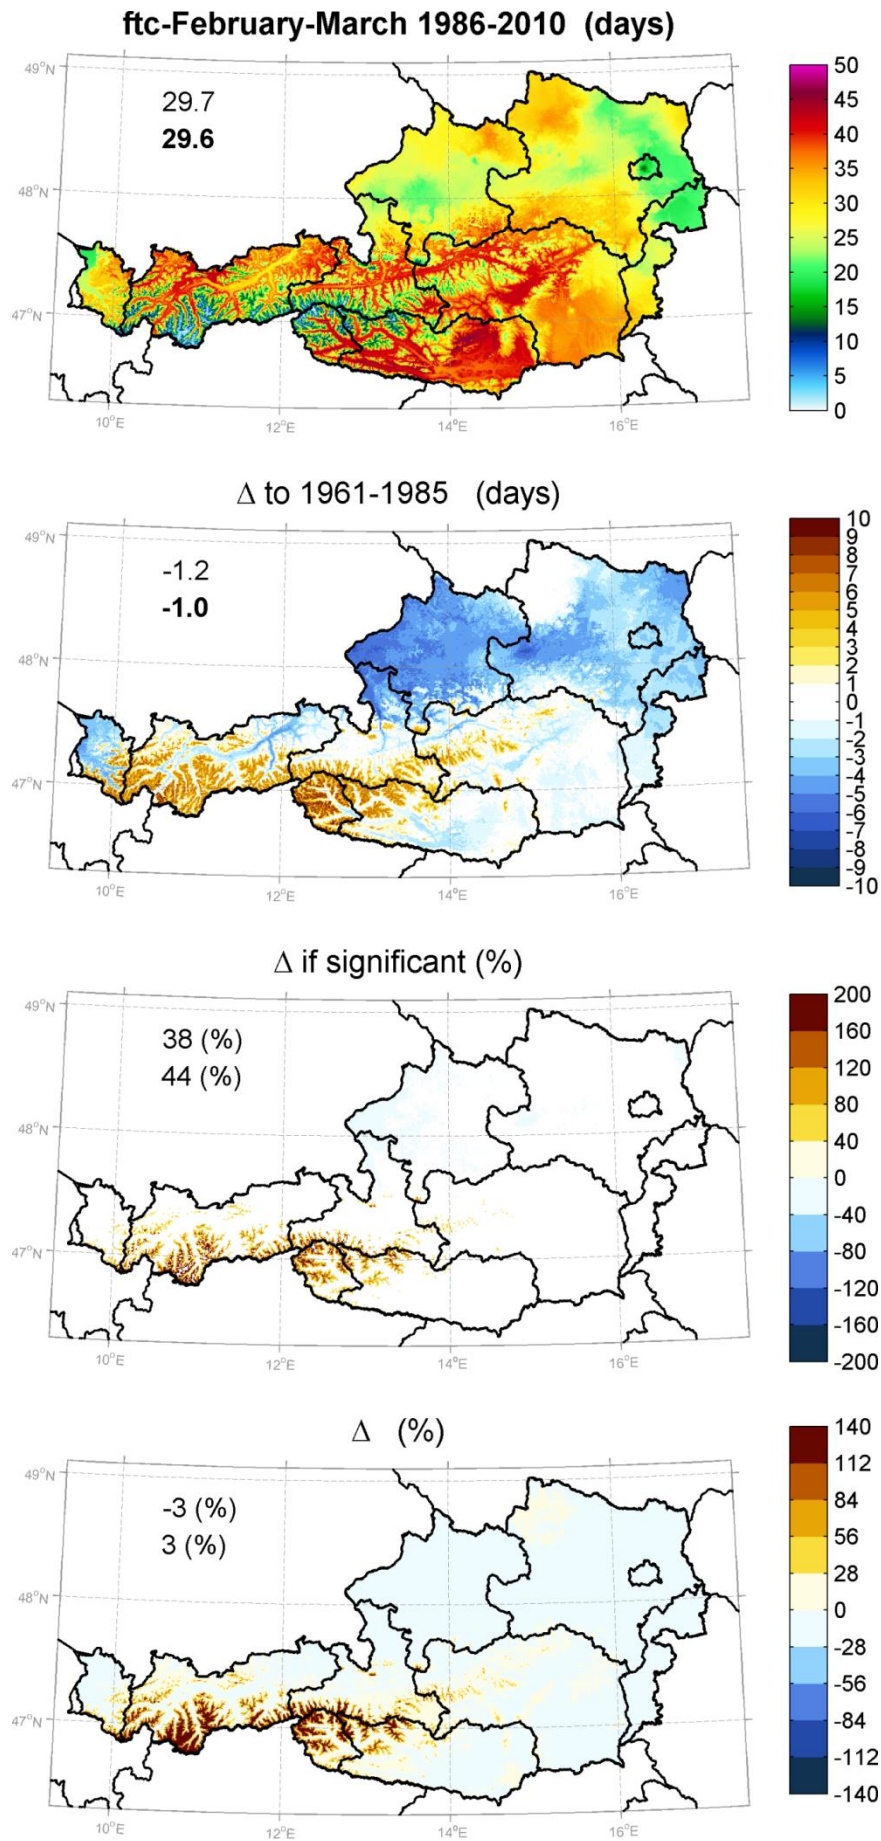 ftc-February-March 1986-2010 (days)
49°N
48°N
47°N
10°E
12°E
14°E
16°E
29.7
29.6
50
45
40
35
30
25
20
15
10
5
0
Δ to 1961-1985 (days)
49°N
48°N
47°N
10°E
12°E
14°E
16°E
-1.2
-1.0
10
9
8
7
6
5
4
3
2
1
0
-1
-2
-3
-4
-5
-6
-7
-8
-9
-10
Δ if significant (%)
49°N
48°N
47°N
10°E
12°E
14°E
16°E
38 (%)
44 (%)
200
160
120
80
40
0
-40
-80
-120
-160
-200
Δ (%)
49°N
48°N
47°N
10°E
12°E
14°E
16°E
-3 (%)
3 (%)
140
112
84
56
28
0
-28
-56
-84
-112
-140